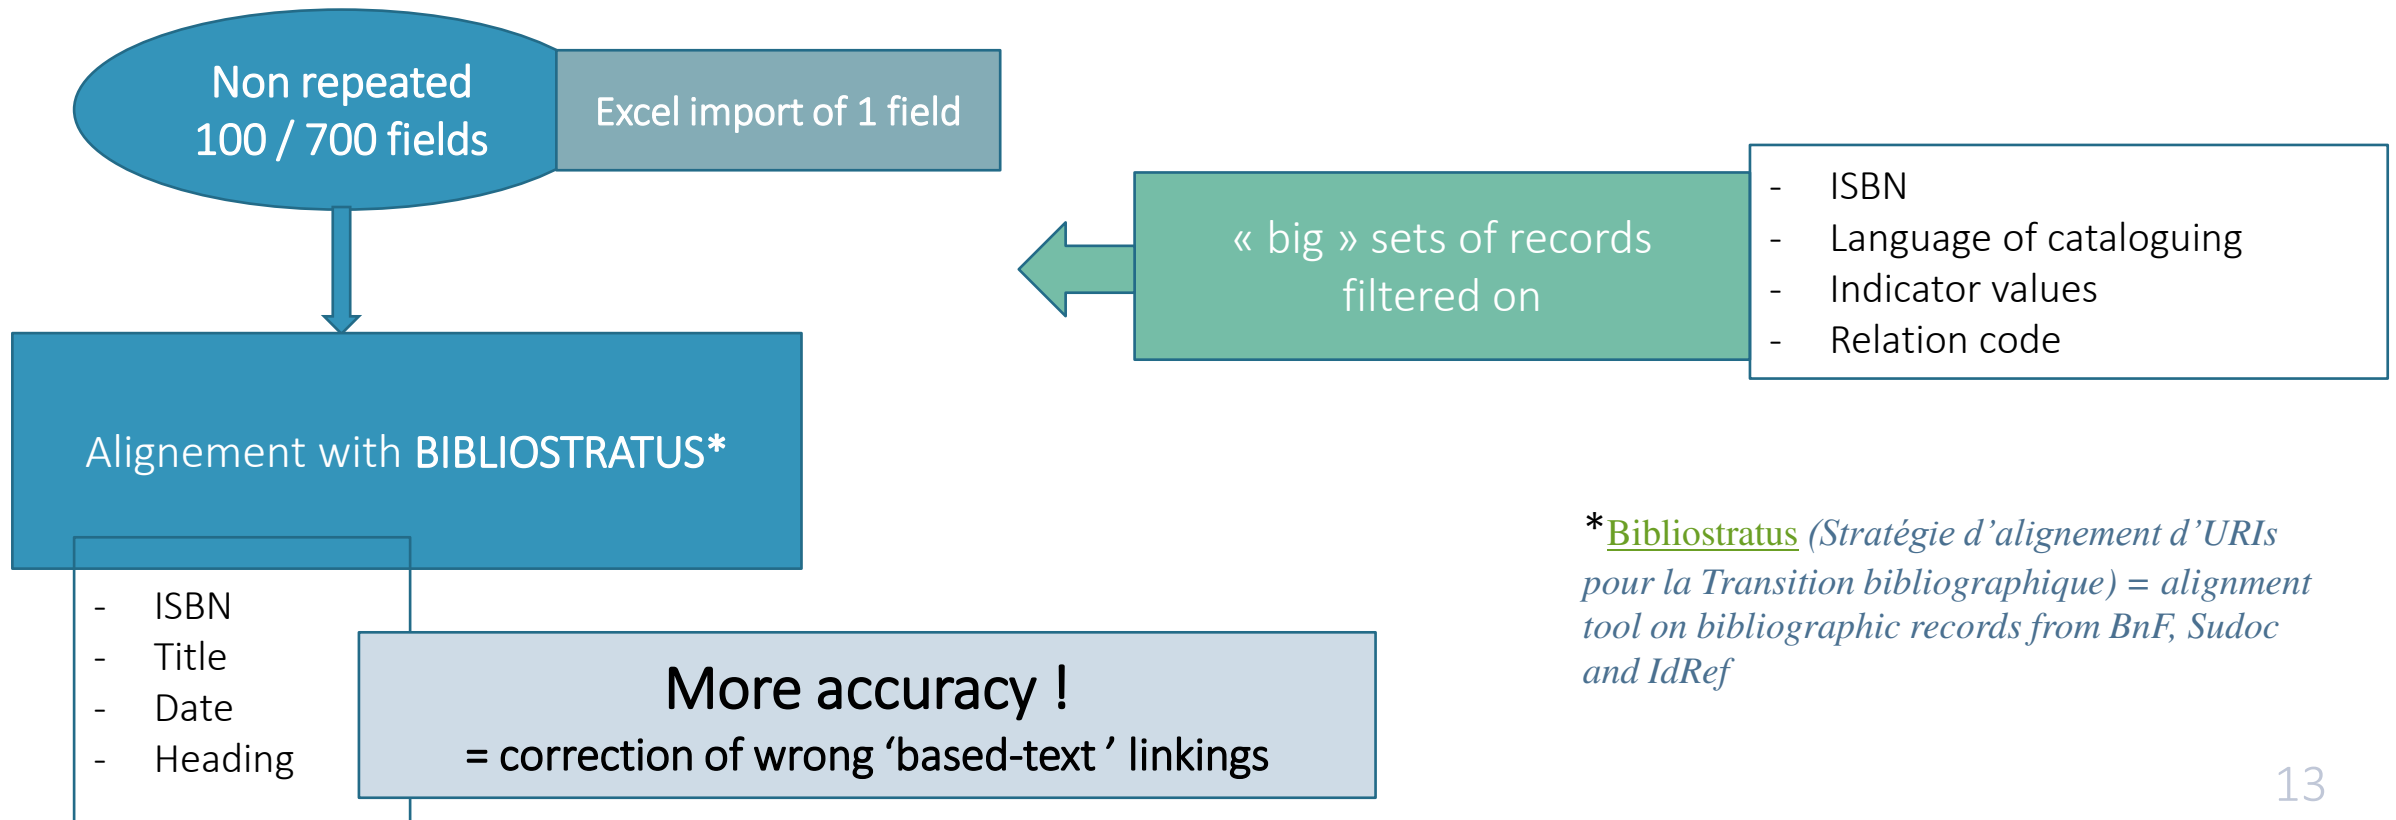 Non repeated
100 / 700 fields
Excel import of 1 field
« big » sets of records
filtered on
- ISBN
- Language of cataloguing
- Indicator values
- Relation code
Alignement with BIBLIOSTRATUS*
- ISBN
- Title
- Date
- Heading
More accuracy !
= correction of wrong ‘based-text ’ linkings
*Bibliostratus (Stratégie d’alignement d’URIs
pour la Transition bibliographique) = alignment
tool on bibliographic records from BnF, Sudoc
and IdRef
13